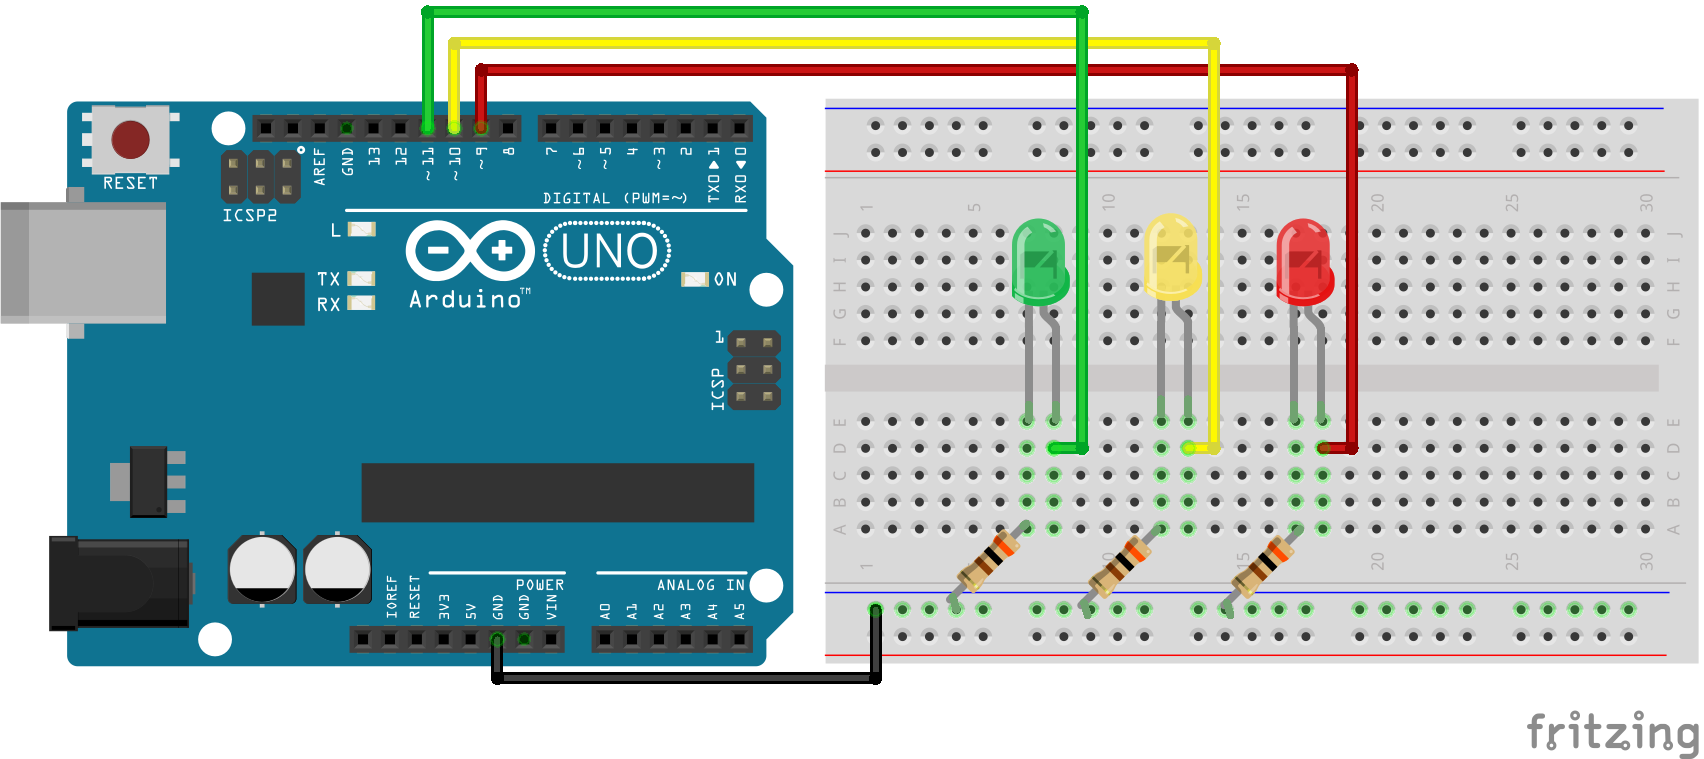 RESET
ICSP2
AREF
GND
13
12
~11
~10
~9
8
7
~6
~5
4
~3
2
TX0▶1
RX0◀0
DIGITAL (PWM=~)
L
TX
RX
Arduino™
UNO
ON
1
ICSP
POWER
ANALOG IN
IOREF
RESET
3V3
5V
GND
GND
VIN
A0
A1
A2
A3
A4
A5
1
5
10
15
20
25
30
J
I
H
G
F
J
I
H
G
F
E
D
C
B
A
E
D
C
B
A
1
10
15
20
25
30
fritzing